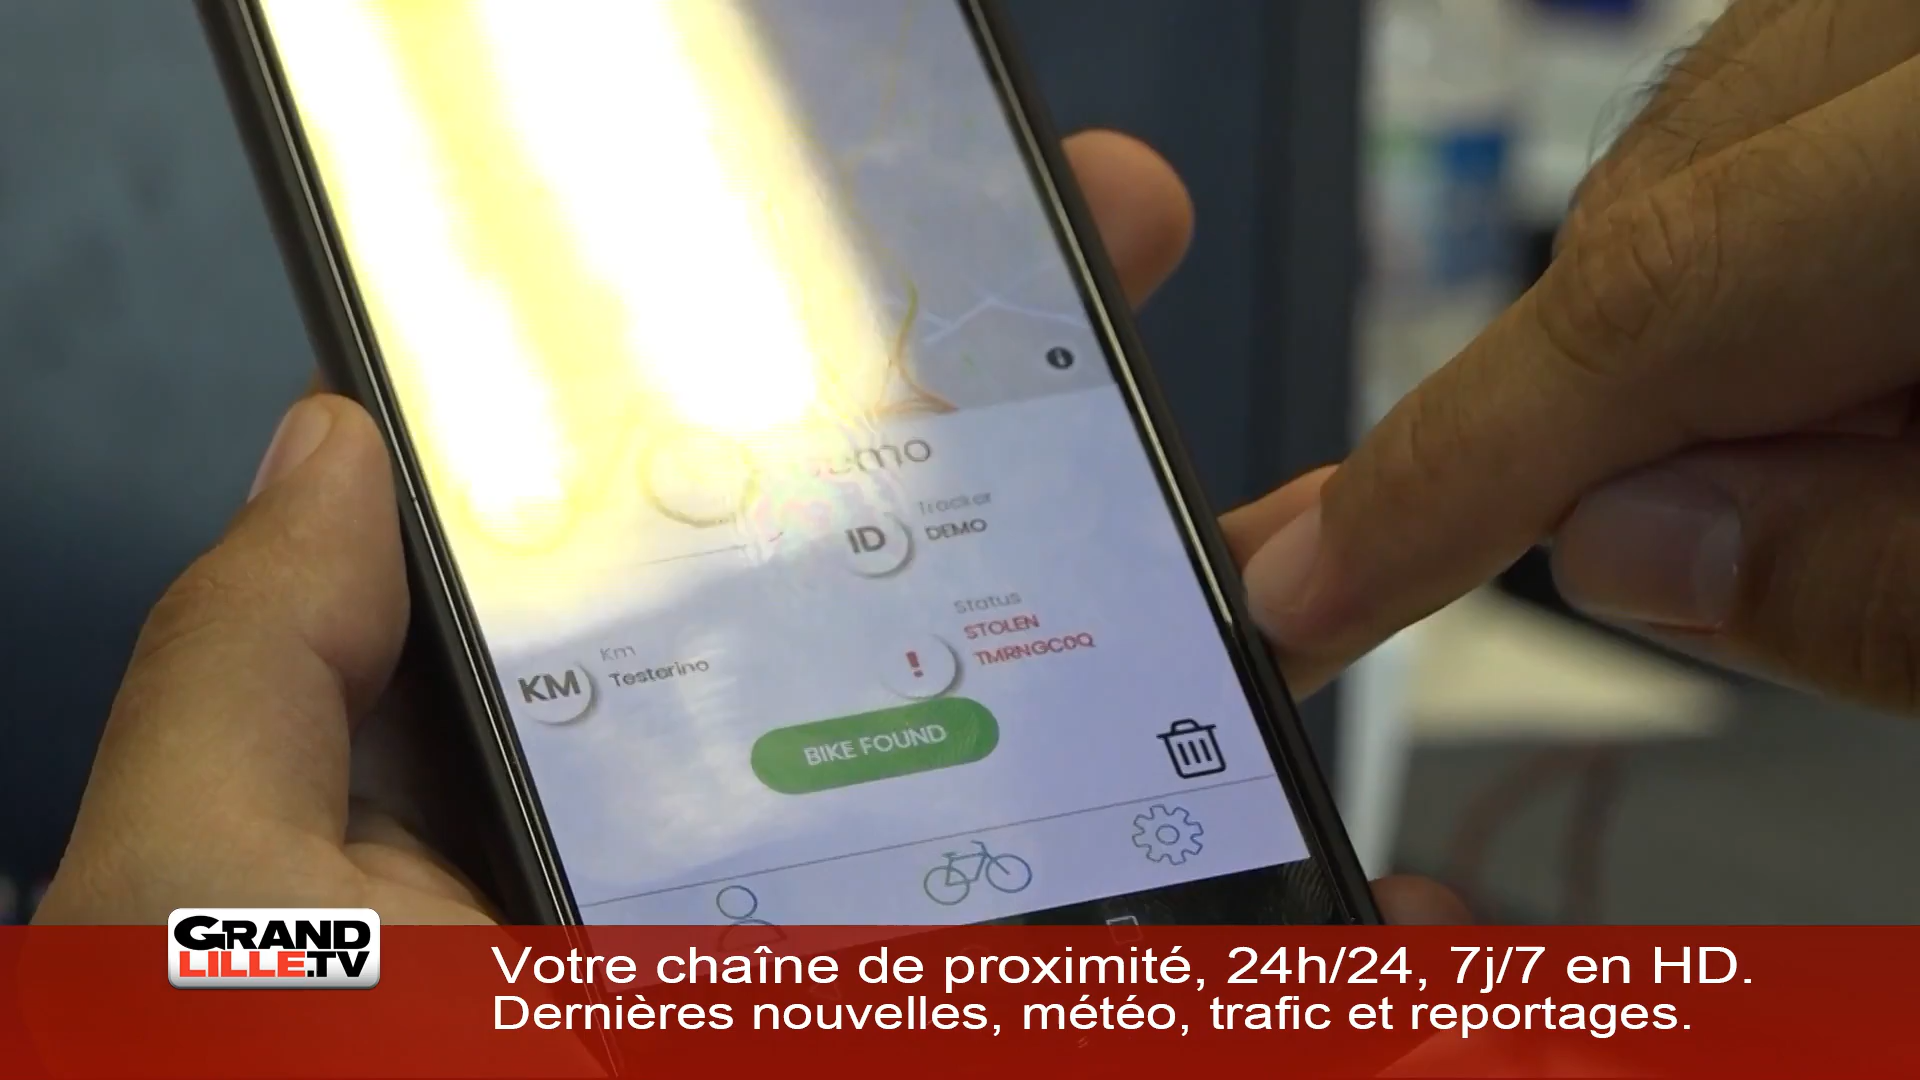 Demo
Tracker
ID
DEMO
Status
STOLEN
TMRNGC0Q
!
Km
KM
Testerino
BIKE FOUND
GRAND
LILLE.TV
Votre chaîne de proximité, 24h/24, 7j/7 en HD.
Dernières nouvelles, météo, trafic et reportages.